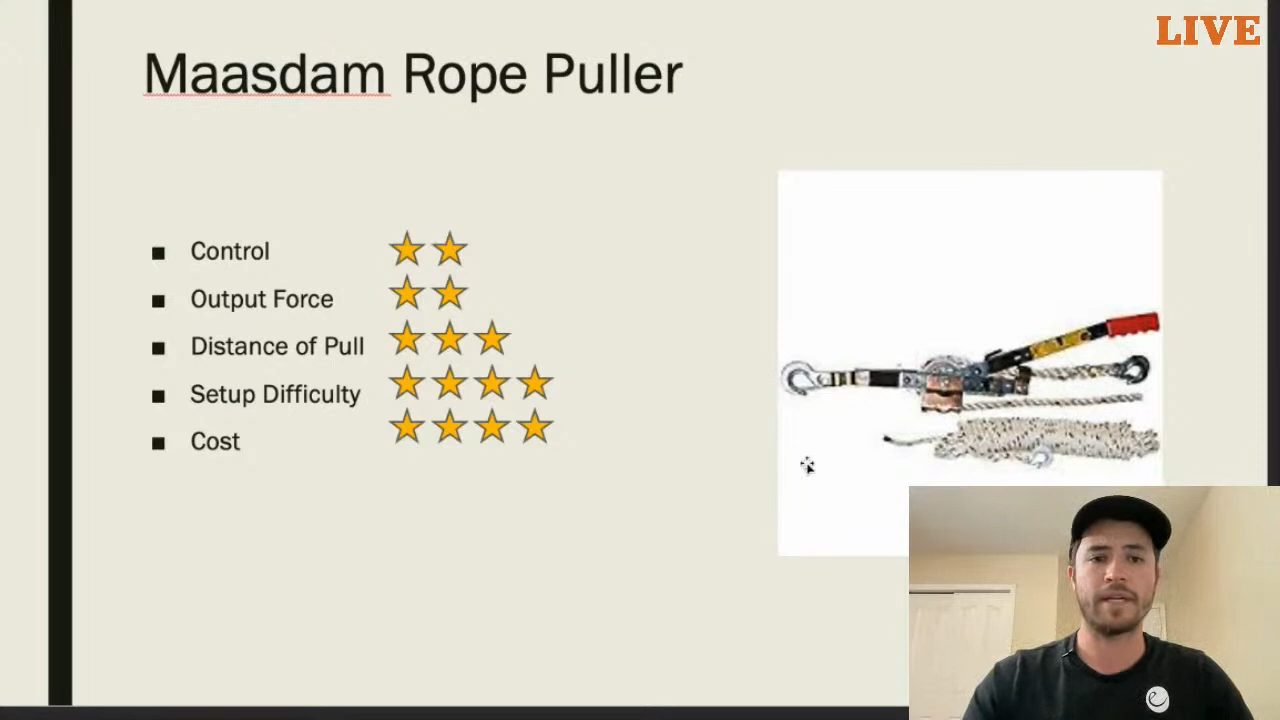 LIVE
Maasdam Rope Puller
Control
Output Force
Distance of Pull
Setup Difficulty
Cost